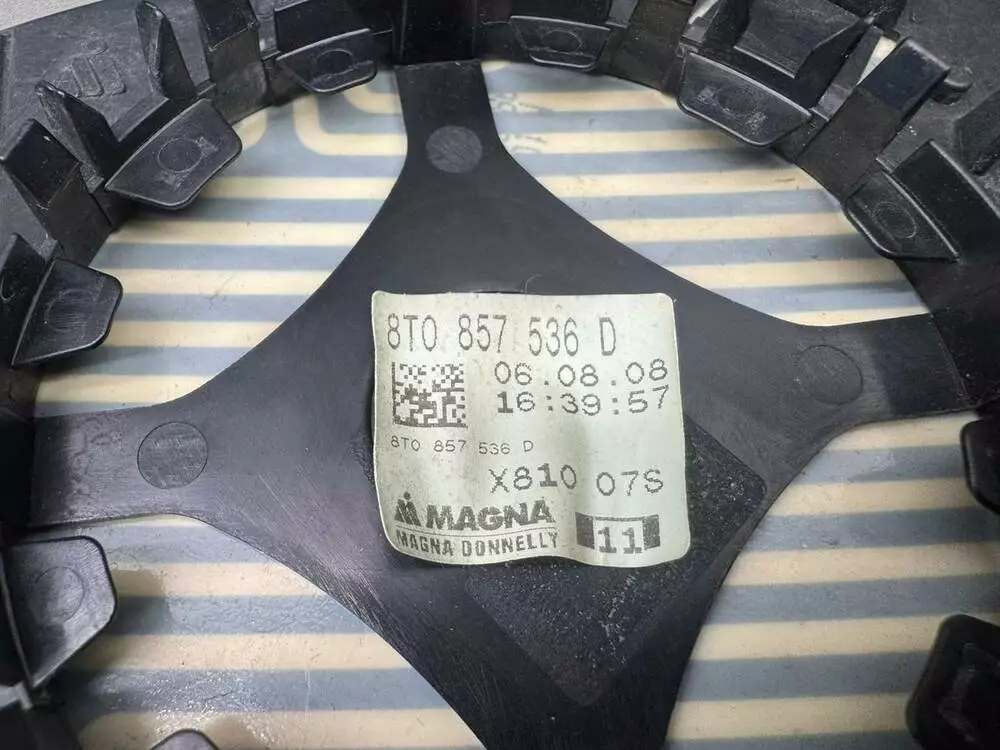 8T0 857 536 D
06.08.08
16:39:57
8T0 857 536 D
X810 07S
MAGNA
MAGNA DONNELLY
11